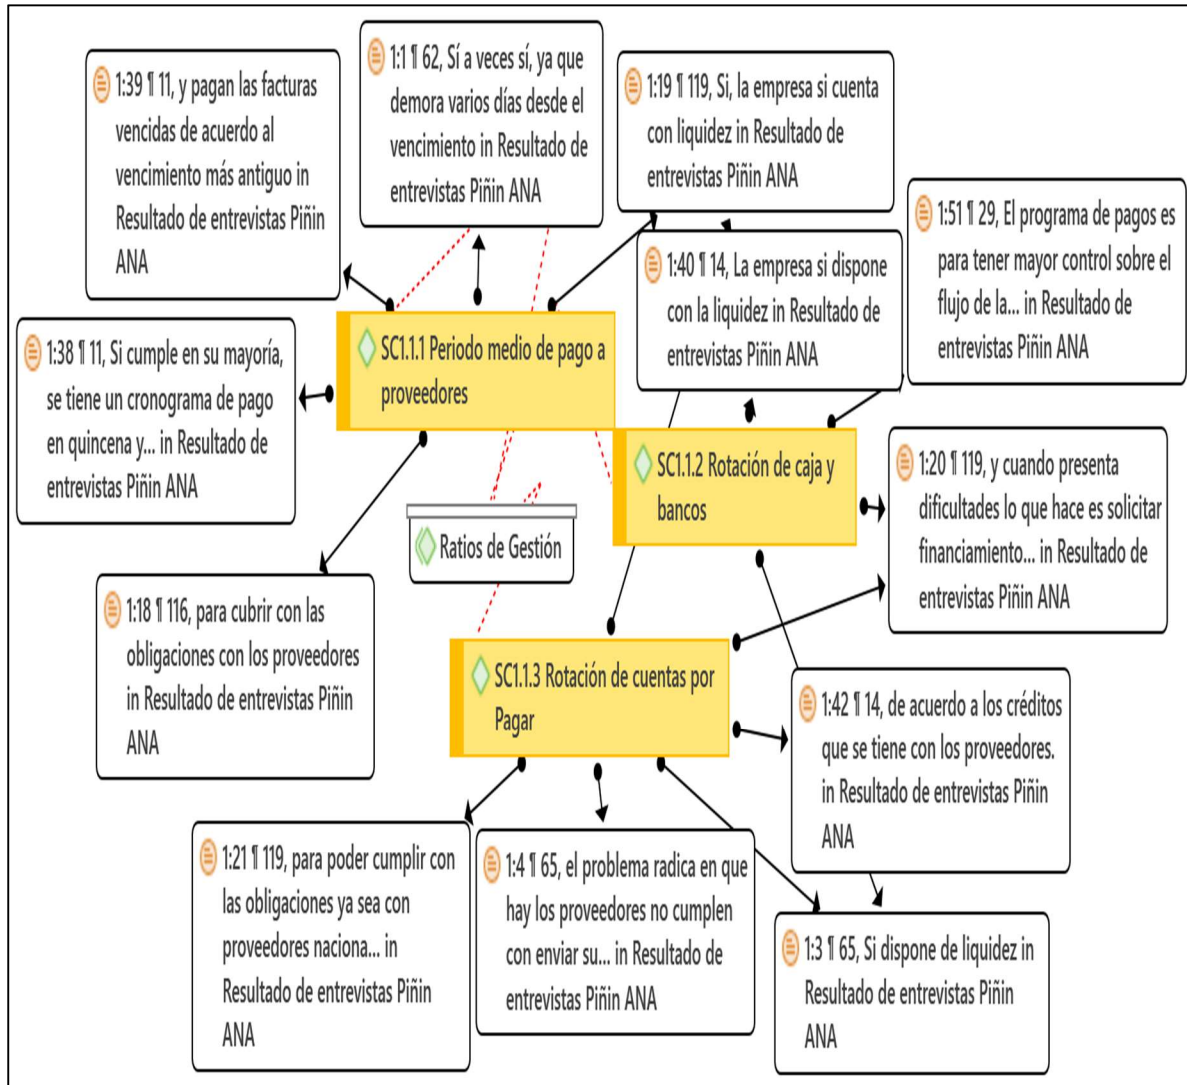 1:39 ¶ 11, y pagan las facturas
vencidas de acuerdo al
vencimiento más antiguo in
Resultado de entrevistas Piñin
ANA
1:1 ¶ 62, Sí a veces sí, ya que
demora varios días desde el
vencimiento in Resultado de
entrevistas Piñin ANA
1:19 ¶ 119, Si, la empresa si cuenta
con liquidez in Resultado de
entrevistas Piñin ANA
1:51 ¶ 29, El programa de pagos es
para tener mayor control sobre el
flujo de la... in Resultado de
entrevistas Piñin ANA
1:40 ¶ 14, La empresa si dispone
con la liquidez in Resultado de
entrevistas Piñin ANA
1:38 ¶ 11, Si cumple en su mayoría,
se tiene un cronograma de pago
en quincena y... in Resultado de
entrevistas Piñin ANA
SC1.1.1 Periodo medio de pago a
proveedores
SC1.1.2 Rotación de caja y
bancos
1:20 ¶ 119, y cuando presenta
dificultades lo que hace es solicitar
financiamiento... in Resultado de
entrevistas Piñin ANA
Ratios de Gestión
1:18 ¶ 116, para cubrir con las
obligaciones con los proveedores
in Resultado de entrevistas Piñin
ANA
SC1.1.3 Rotación de cuentas por
Pagar
1:42 ¶ 14, de acuerdo a los créditos
que se tiene con los proveedores.
in Resultado de entrevistas Piñin
ANA
1:21 ¶ 119, para poder cumplir con
las obligaciones ya sea con
proveedores naciona... in
Resultado de entrevistas Piñin
ANA
1:4 ¶ 65, el problema radica en que
hay los proveedores no cumplen
con enviar su... in Resultado de
entrevistas Piñin ANA
1:3 ¶ 65, Si dispone de liquidez in
Resultado de entrevistas Piñin
ANA